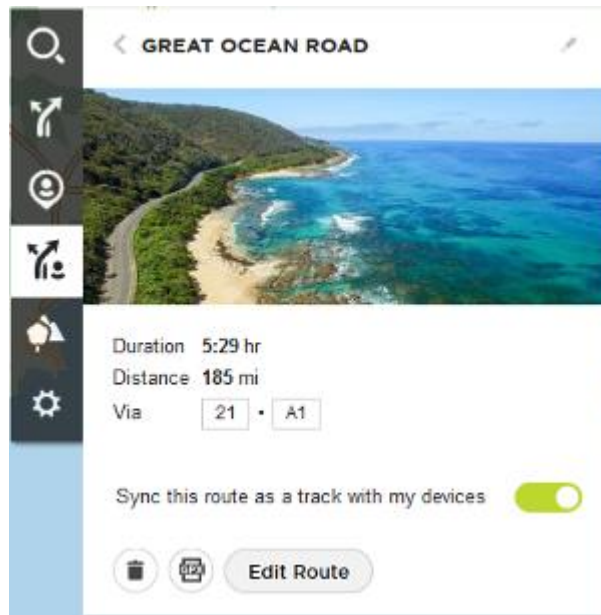 GREAT OCEAN ROAD
Duration 5:29 hr
Distance 185 mi
Via 21 • A1
Sync this route as a track with my devices
Edit Route